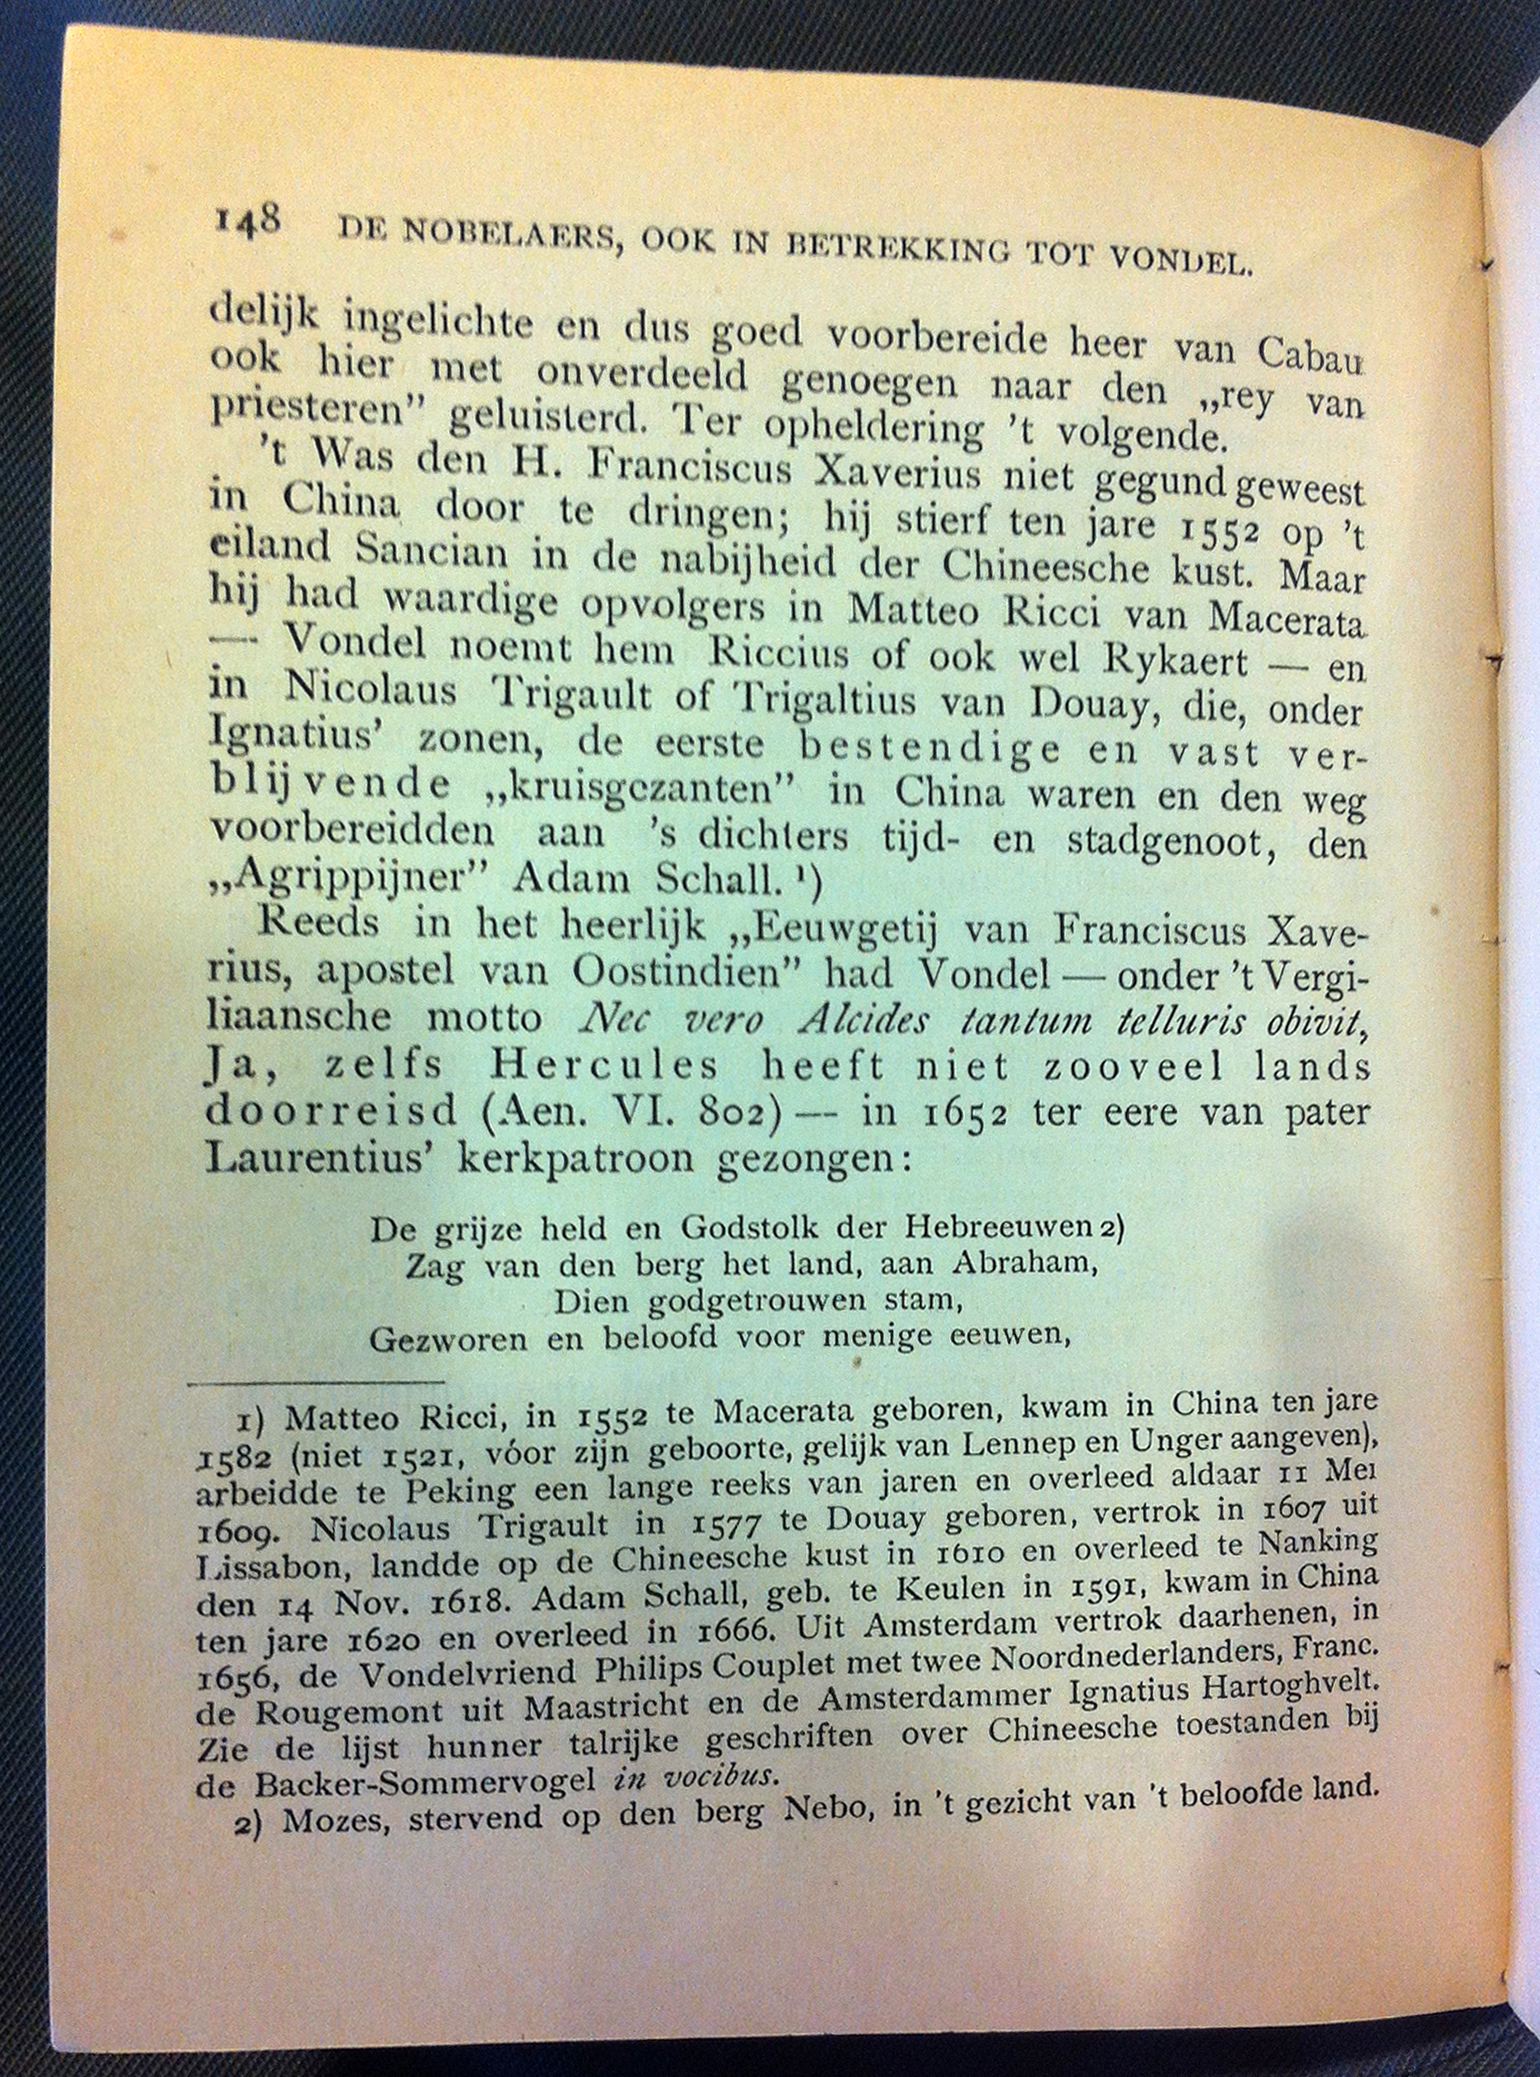 148 DE NOBELAERS, OOK IN BETREKKING TOT VONDEL.
delijk ingelichte en dus goed voorbereide heer van Cabau
ook hier met onverdeeld genoegen naar den „rey van
priesteren” geluisterd. Ter opheldering 't volgende.
't Was den H. Franciscus Xaverius niet gegund geweest
in China door te dringen; hij stierf ten jare 1552 op 't
eiland Sancian in de nabijheid der Chineesche kust. Maar
hij had waardige opvolgers in Matteo Ricci van Macerata
— Vondel noemt hem Riccius of ook wel Rykaert — en
in Nicolaus Trigault of Trigaltius van Douay, die, onder
Ignatius' zonen, de eerste bestendige en vast ver-
blijvende „kruisgezanten” in China waren en den weg
voorbereidden aan 's dichters tijd- en stadgenoot, den
„Agrippijner” Adam Schall. ¹)
Reeds in het heerlijk „Eeuwgetij van Franciscus Xave-
rius, apostel van Oostindien” had Vondel — onder 't Vergi-
liaansche motto Nec vero Alcides tantum telluris obivit,
Ja, zelfs Hercules heeft niet zooveel lands
doorreisd (Aen. VI. 802) — in 1652 ter eere van pater
Laurentius' kerkpatroon gezongen:
De grijze held en Godstolk der Hebreeuwen 2)
Zag van den berg het land, aan Abraham,
Dien godgetrouwen stam,
Gezworen en beloofd voor menige eeuwen,
1) Matteo Ricci, in 1552 te Macerata geboren, kwam in China ten jare
1582 (niet 1521, vóor zijn geboorte, gelijk van Lennep en Unger aangeven),
arbeidde te Peking een lange reeks van jaren en overleed aldaar 11 Mei
1609. Nicolaus Trigault in 1577 te Douay geboren, vertrok in 1607 uit
Lissabon, landde op de Chineesche kust in 1610 en overleed te Nanking
den 14 Nov. 1618. Adam Schall, geb. te Keulen in 1591, kwam in China
ten jare 1620 en overleed in 1666. Uit Amsterdam vertrok daarhenen, in
1656, de Vondelvriend Philips Couplet met twee Noordnederlanders, Franc.
de Rougemont uit Maastricht en de Amsterdammer Ignatius Hartoghvelt.
Zie de lijst hunner talrijke geschriften over Chineesche toestanden bij
de Backer-Sommervogel in vocibus.
2) Mozes, stervend op den berg Nebo, in 't gezicht van 't beloofde land.